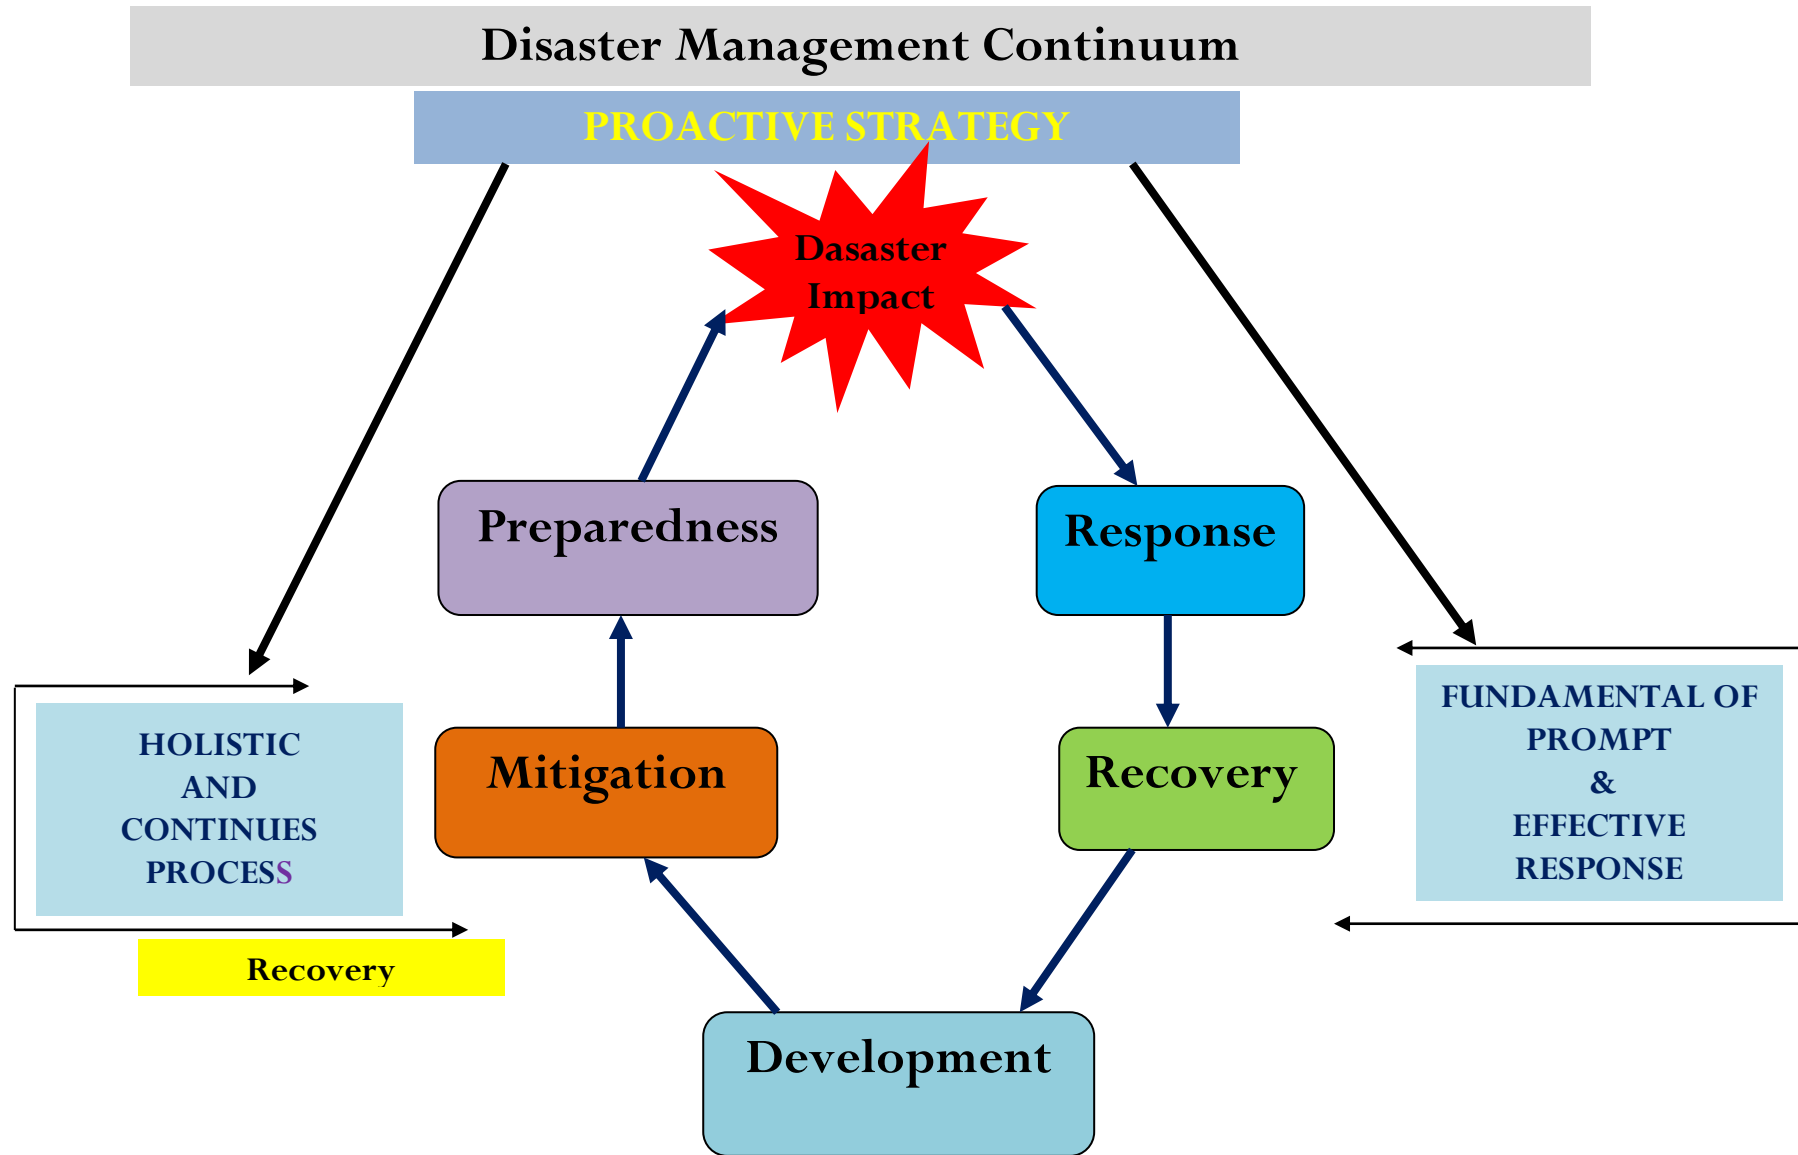 Disaster Management Continuum
PROACTIVE STRATEGY
Dasaster
Impact
Preparedness
Response
Mitigation
Recovery
HOLISTIC
AND
CONTINUES
PROCESS
FUNDAMENTAL OF
PROMPT
&
EFFECTIVE
RESPONSE
Recovery
Development